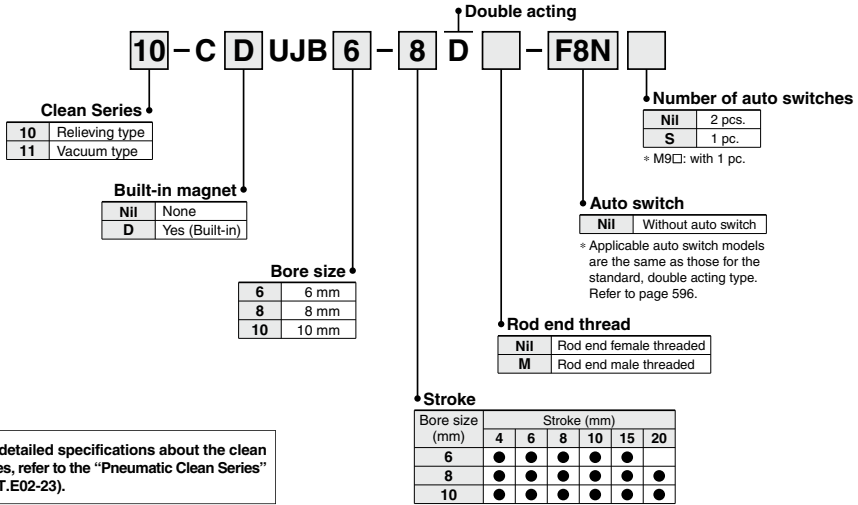 Double acting
10 – C D UJB 6 – 8 D – F8N
Clean Series
10 Relieving type
11 Vacuum type
Built-in magnet
Nil None
D Yes (Built-in)
Bore size
6 6 mm
8 8 mm
10 10 mm
Number of auto switches
Nil 2 pcs.
S 1 pc.
* M9□: with 1 pc.
Auto switch
Nil Without auto switch
* Applicable auto switch models
are the same as those for the
standard, double acting type.
Refer to page 596.
Rod end thread
Nil Rod end female threaded
M Rod end male threaded
Stroke
Bore size
(mm)
Stroke (mm)
4 6 8 10 15 20
6 ● ● ● ● ●
8 ● ● ● ● ● ●
10 ● ● ● ● ● ●
detailed specifications about the clean
es, refer to the “Pneumatic Clean Series”
T.E02-23).